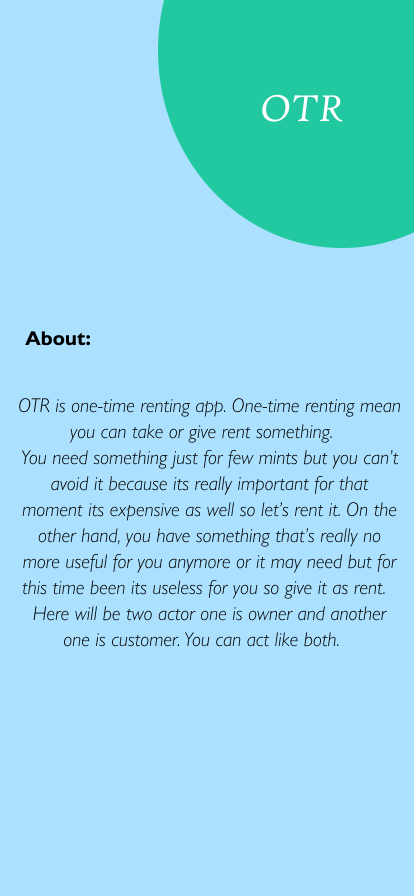 OTR
About:
OTR is one-time renting app. One-time renting mean
you can take or give rent something.
You need something just for few mints but you can't
avoid it because its really important for that
moment its expensive as well so let's rent it. On the
other hand, you have something that's really no
more useful for you anymore or it may need but for
this time been its useless for you so give it as rent.
Here will be two actor one is owner and another
one is customer. You can act like both.